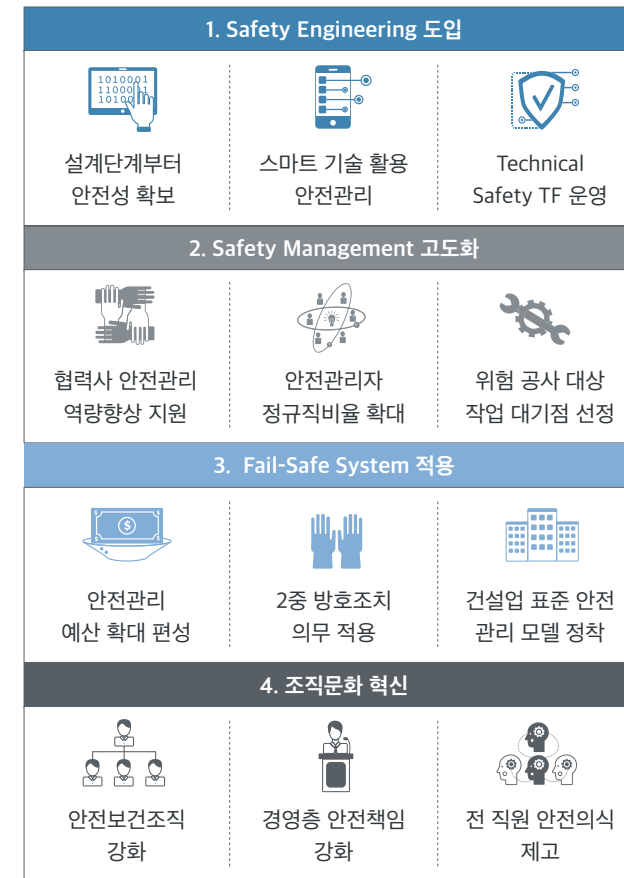 1. Safety Engineering 도입
1010001
1100011
10100
설계단계부터
안전성 확보
스마트 기술 활용
안전관리
Technical
Safety TF 운영
2. Safety Management 고도화
협력사 안전관리
역량향상 지원
안전관리자
정규직비율 확대
위험 공사 대상
작업 대기점 선정
3. Fail-Safe System 적용
안전관리
예산 확대 편성
2중 방호조치
의무 적용
건설업 표준 안전
관리 모델 정착
4. 조직문화 혁신
안전보건조직
강화
경영층 안전책임
강화
전 직원 안전의식
제고